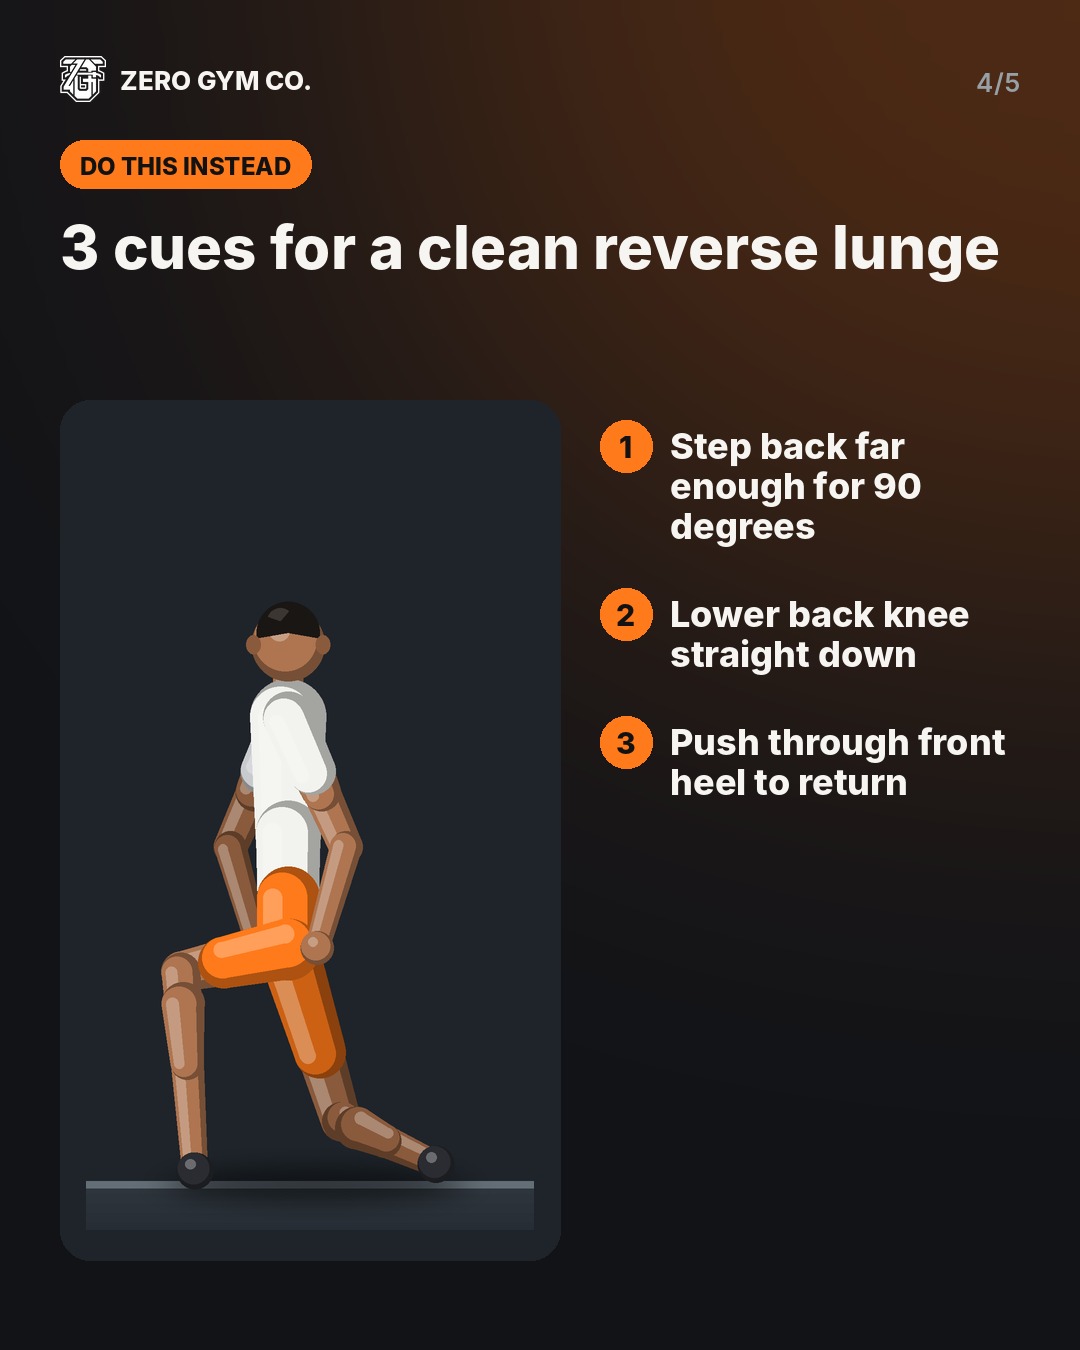 ZERO GYM CO.
4/5
DO THIS INSTEAD
3 cues for a clean reverse lunge
1 Step back far
enough for 90
degrees
2 Lower back knee
straight down
3 Push through front
heel to return